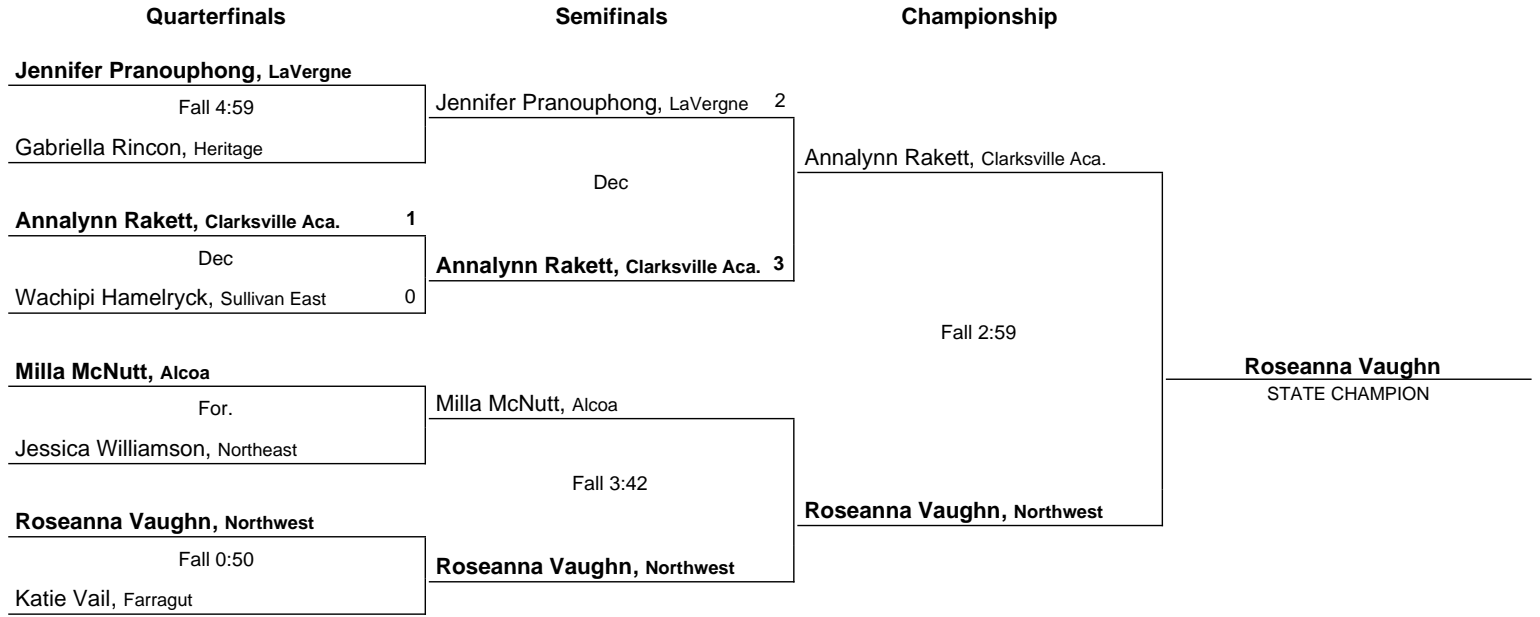 Quarterfinals Semifinals Championship
Jennifer Pranouphong, LaVergne
Fall 4:59
Gabriella Rincon, Heritage
Annalynn Rakett, Clarksville Aca. 1
Dec
Wachipi Hamelryck, Sullivan East 0
Milla McNutt, Alcoa
For.
Jessica Williamson, Northeast
Roseanna Vaughn, Northwest
Fall 0:50
Katie Vail, Farragut
Jennifer Pranouphong, LaVergne 2
Dec
Annalynn Rakett, Clarksville Aca. 3
Milla McNutt, Alcoa
Fall 3:42
Roseanna Vaughn, Northwest
Annalynn Rakett, Clarksville Aca.
Fall 2:59
Roseanna Vaughn, Northwest
Roseanna Vaughn
STATE CHAMPION